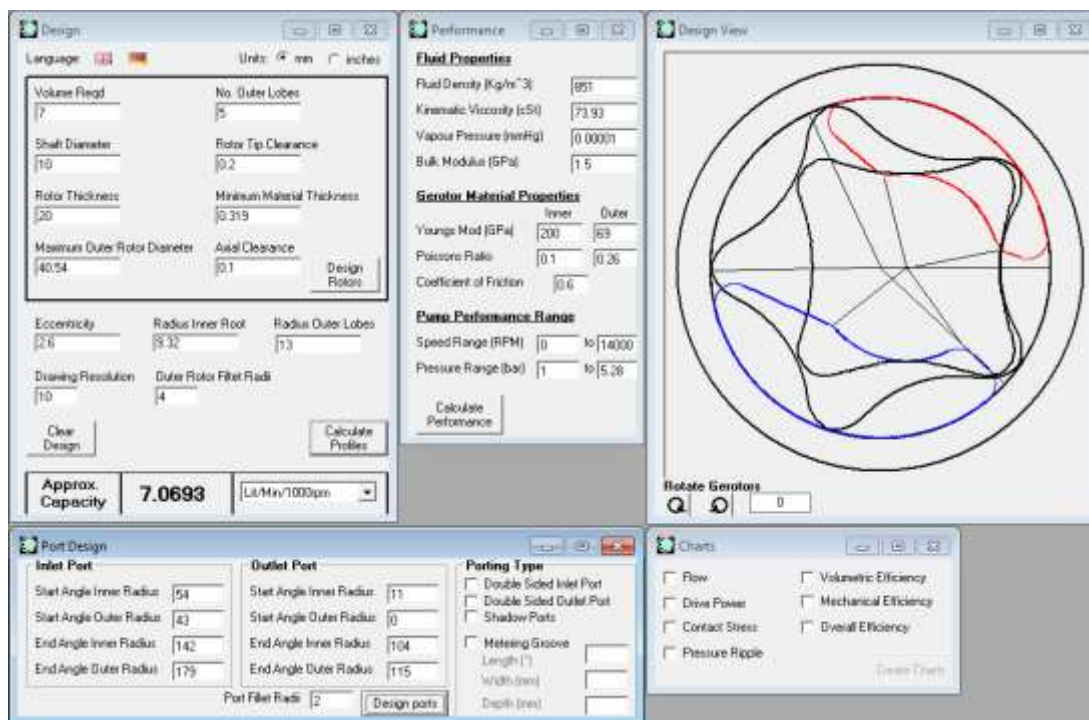 Design
Language: Units: mm inches
Volume Reqd No. Outer Lobes
7 5
Shaft Diameter Rotor Tip Clearance
10 0.2
Rotor Thickness Minimum Material Thickness
20 0.319
Maximum Outer Rotor Diameter Axial Clearance
40.54 0.1
Design
Rotors
Eccentricity Radius Inner Root Radius Outer Lobes
2.6 9.32 13
Drawing Resolution Outer Rotor Fillet Radii
10 4
Clear
Design
Calculate
Profiles
Approx.
Capacity
7.0693
Lit/Min/1000rpm
Performance
Fluid Properties
Fluid Density (Kg/m^3) 851
Kinematic Viscosity (cSt) 73.93
Vapour Pressure (mmHg) 0.00001
Bulk Modulus (GPa) 1.5
Gerotor Material Properties
Inner Outer
Youngs Mod (GPa) 200 69
Poissons Ratio 0.1 0.26
Coefficient of Friction 0.6
Pump Performance Range
Speed Range (RPM) 0 to 14000
Pressure Range (bar) 1 to 5.28
Calculate
Performance
Design View
Rotate Gerotors
0
Port Design
Inlet Port
Start Angle Inner Radius 54
Start Angle Outer Radius 43
End Angle Inner Radius 142
End Angle Outer Radius 179
Outlet Port
Start Angle Inner Radius 11
Start Angle Outer Radius 0
End Angle Inner Radius 104
End Angle Outer Radius 115
Port Fillet Radii 2 Design ports
Porting Type
Double Sided Inlet Port
Double Sided Outlet Port
Shadow Ports
Metering Groove
Length (°)
Width (mm)
Depth (mm)
Charts
Flow Volumetric Efficiency
Drive Power Mechanical Efficiency
Contact Stress Overall Efficiency
Pressure Ripple
Create Charts